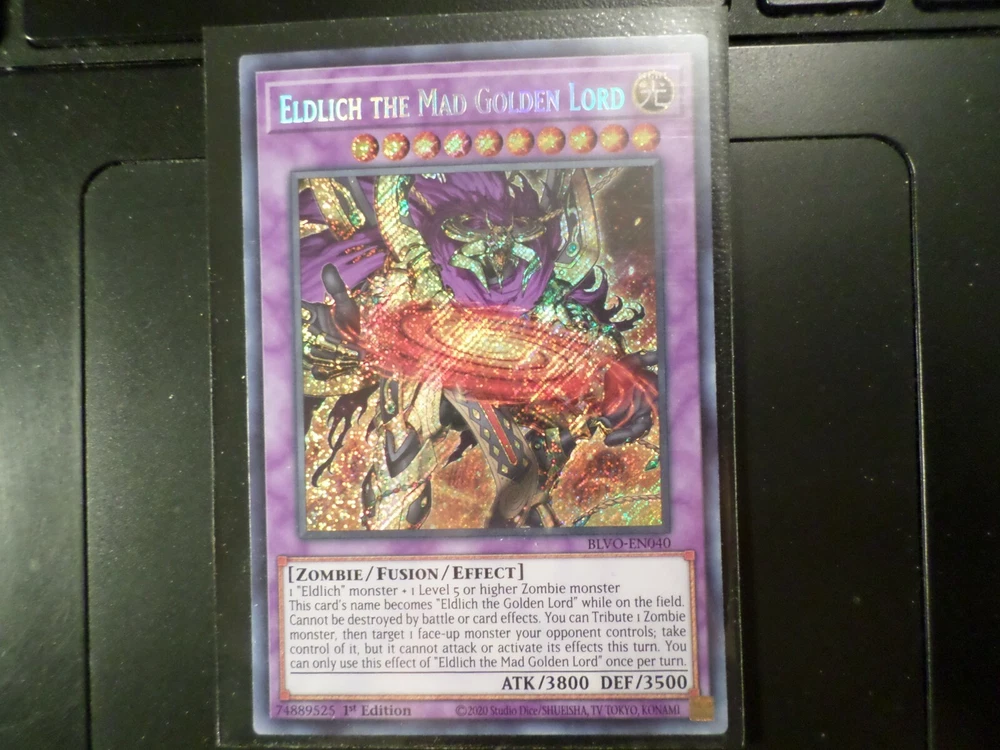 ELDLICH THE MAD GOLDEN LORD
光
BLVO-EN040
[ZOMBIE/FUSION/EFFECT]
1 "Eldlich" monster + 1 Level 5 or higher Zombie monster
This card's name becomes "Eldlich the Golden Lord" while on the field.
Cannot be destroyed by battle or card effects. You can Tribute 1 Zombie
monster, then target 1 face-up monster your opponent controls; take
control of it, but it cannot attack or activate its effects this turn. You
can only use this effect of "Eldlich the Mad Golden Lord" once per turn.
ATK/3800 DEF/3500
74889525 1st Edition ©2020 Studio Dice/SHUEISHA, TV TOKYO, KONAMI